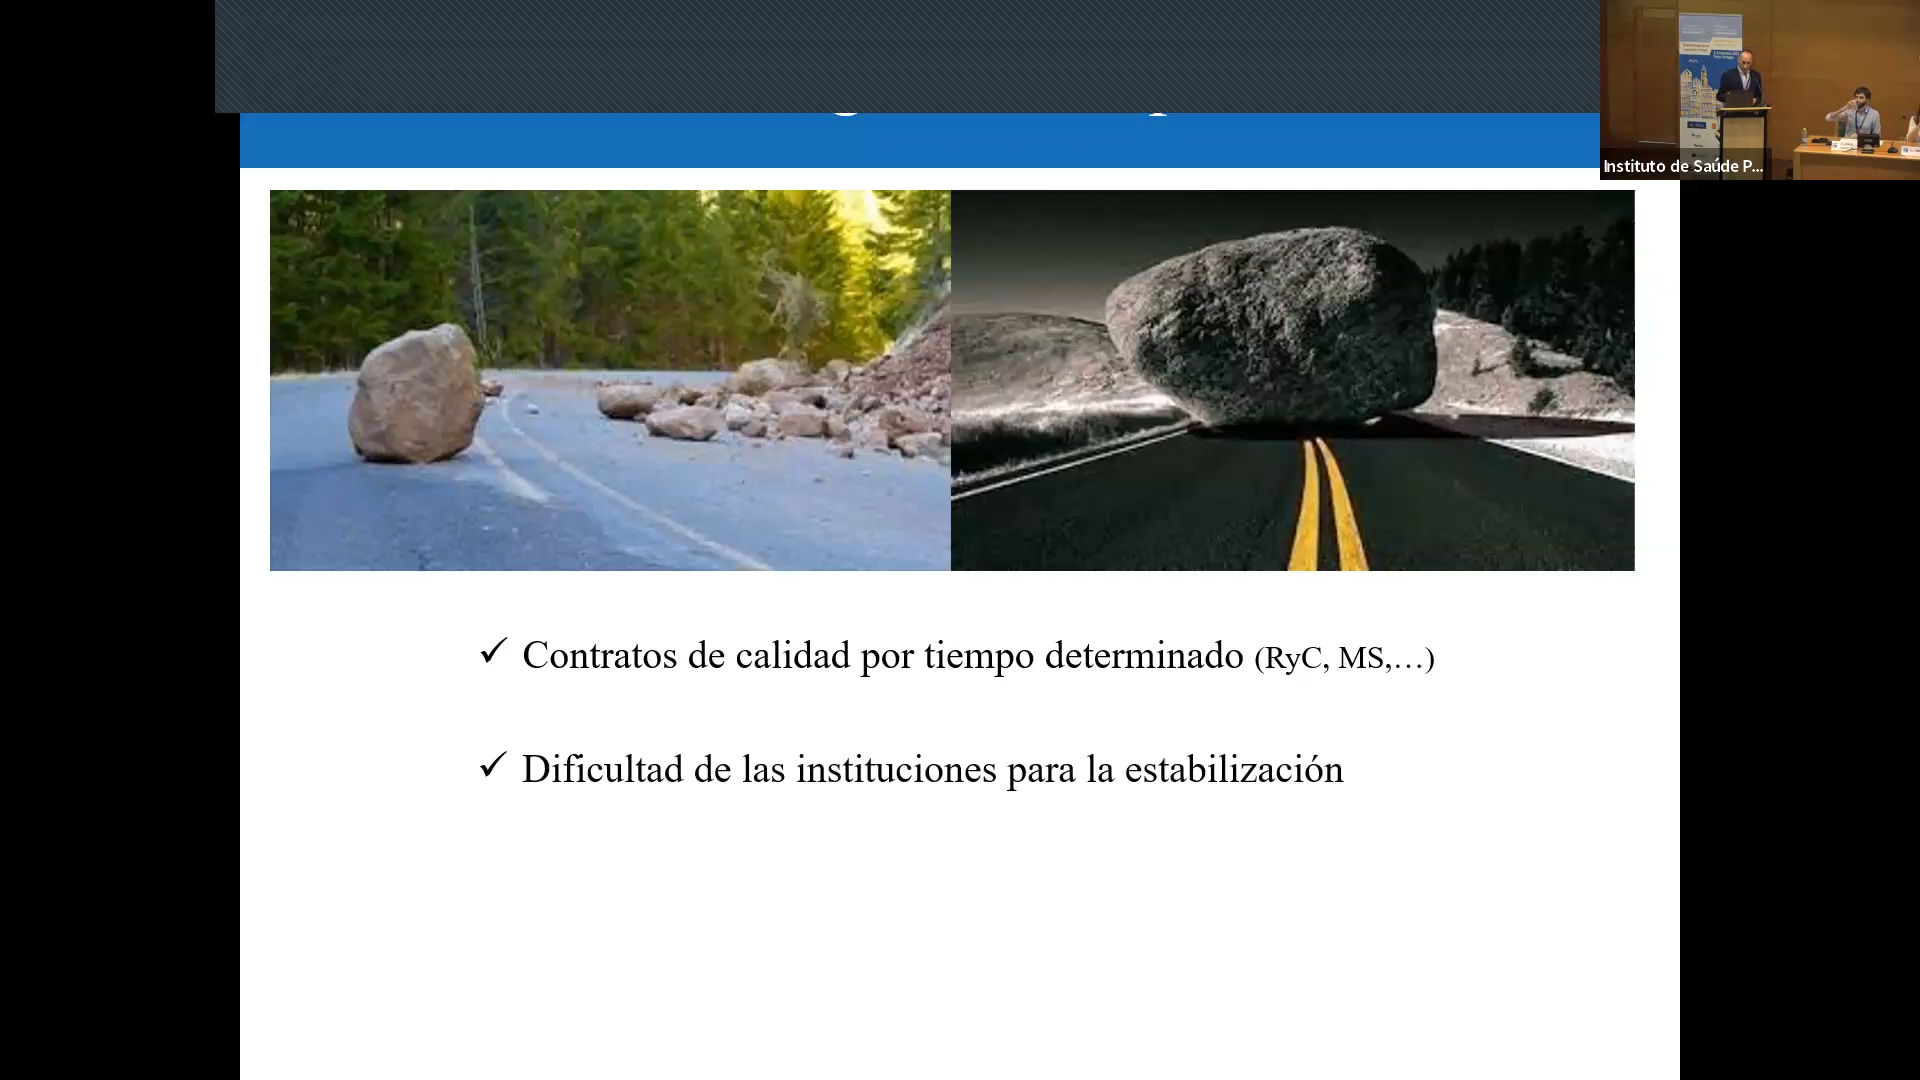 Instituto de Saúde P...
✓ Contratos de calidad por tiempo determinado (RyC, MS,…)
✓ Dificultad de las instituciones para la estabilización